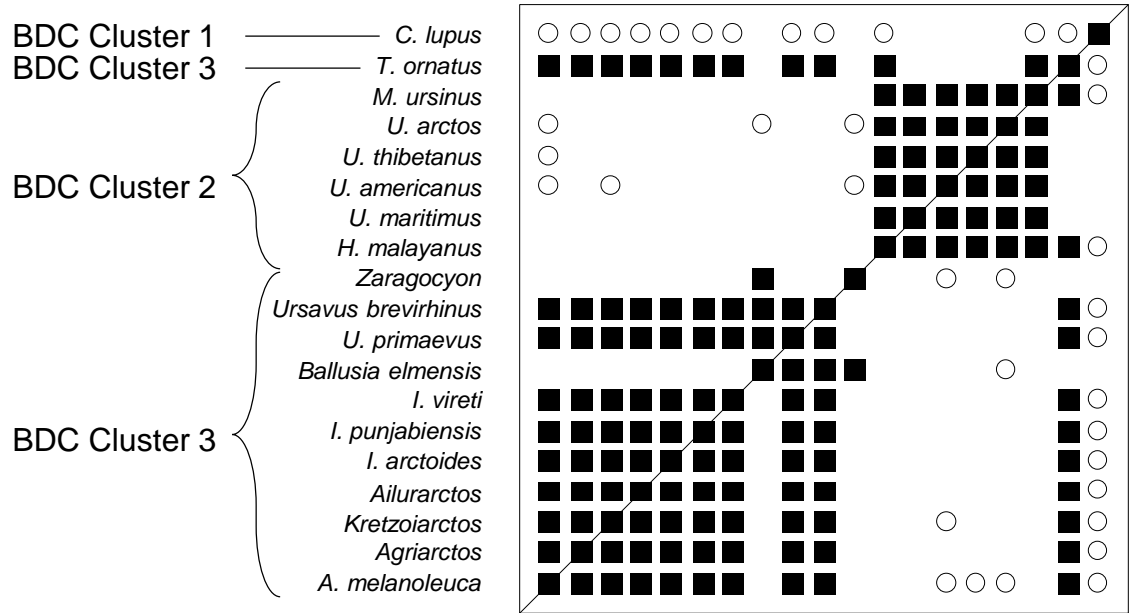 BDC Cluster 1
C. lupus
BDC Cluster 3
T. ornatus
M. ursinus
U. arctos
U. thibetanus
BDC Cluster 2
U. americanus
U. maritimus
H. malayanus
Zaragocyon
Ursavus brevirhinus
U. primaevus
Ballusia elmensis
I. vireti
BDC Cluster 3
I. punjabiensis
I. arctoides
Ailurarctos
Kretzoiarctos
Agriarctos
A. melanoleuca